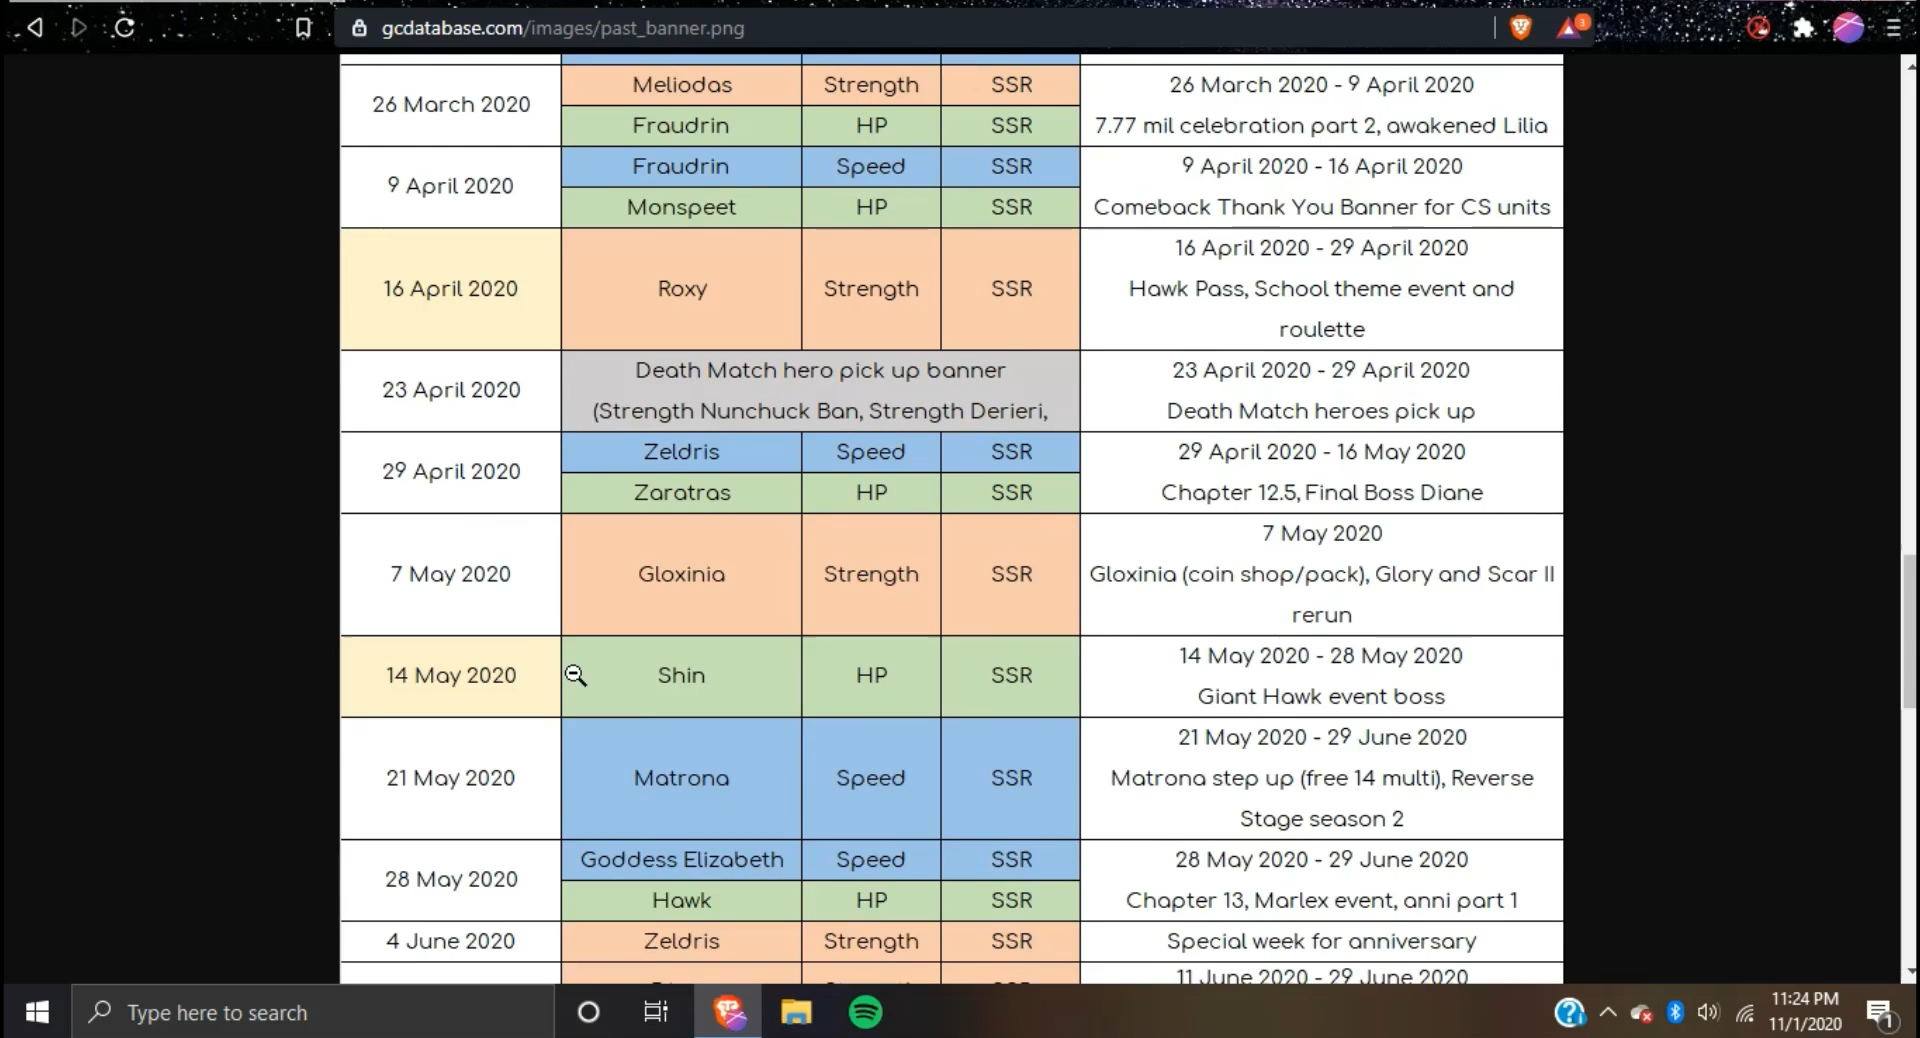 gcdatabase.com/images/past_banner.png
3
26 March 2020
Meliodas Strength SSR
Fraudrin HP SSR
26 March 2020 - 9 April 2020
7.77 mil celebration part 2, awakened Lilia
9 April 2020
Fraudrin Speed SSR
Monspeet HP SSR
9 April 2020 - 16 April 2020
Comeback Thank You Banner for CS units
16 April 2020
Roxy Strength SSR
16 April 2020 - 29 April 2020
Hawk Pass, School theme event and
roulette
23 April 2020
Death Match hero pick up banner
(Strength Nunchuck Ban, Strength Derieri,
23 April 2020 - 29 April 2020
Death Match heroes pick up
29 April 2020
Zeldris Speed SSR
Zaratras HP SSR
29 April 2020 - 16 May 2020
Chapter 12.5, Final Boss Diane
7 May 2020
Gloxinia Strength SSR
7 May 2020
Gloxinia (coin shop/pack), Glory and Scar II
rerun
14 May 2020
Shin HP SSR
14 May 2020 - 28 May 2020
Giant Hawk event boss
21 May 2020
Matrona Speed SSR
21 May 2020 - 29 June 2020
Matrona step up (free 14 multi), Reverse
Stage season 2
28 May 2020
Goddess Elizabeth Speed SSR
Hawk HP SSR
28 May 2020 - 29 June 2020
Chapter 13, Marlex event, anni part 1
4 June 2020
Zeldris Strength SSR
Special week for anniversary
11 June 2020 - 29 June 2020
Type here to search
11:24 PM
11/1/2020
1